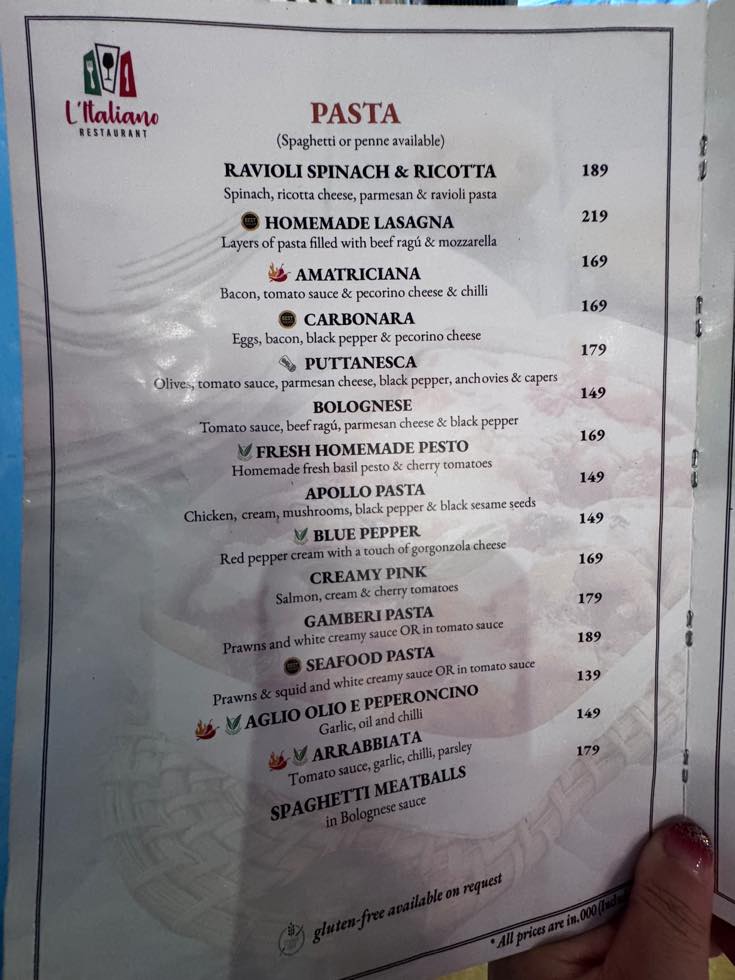 L'Italiano
RESTAURANT
PASTA
(Spaghetti or penne available)
RAVIOLI SPINACH & RICOTTA 189
Spinach, ricotta cheese, parmesan & ravioli pasta
HOMEMADE LASAGNA 219
Layers of pasta filled with beef ragú & mozzarella
AMATRICIANA 169
Bacon, tomato sauce & pecorino cheese & chilli
CARBONARA 169
Eggs, bacon, black pepper & pecorino cheese
PUTTANESCA 179
Olives, tomato sauce, parmesan cheese, black pepper, anchovies & capers
BOLOGNESE 149
Tomato sauce, beef ragú, parmesan cheese & black pepper
FRESH HOMEMADE PESTO 169
Homemade fresh basil pesto & cherry tomatoes
APOLLO PASTA 149
Chicken, cream, mushrooms, black pepper & black sesame seeds
BLUE PEPPER 149
Red pepper cream with a touch of gorgonzola cheese
CREAMY PINK 169
Salmon, cream & cherry tomatoes
GAMBERI PASTA 179
Prawns and white creamy sauce OR in tomato sauce
SEAFOOD PASTA 189
Prawns & squid and white creamy sauce OR in tomato sauce
AGLIO OLIO E PEPERONCINO 139
Garlic, oil and chilli
ARRABBIATA 149
Tomato sauce, garlic, chilli, parsley
SPAGHETTI MEATBALLS 179
in Bolognese sauce
gluten-free available on request
* All prices are in.000